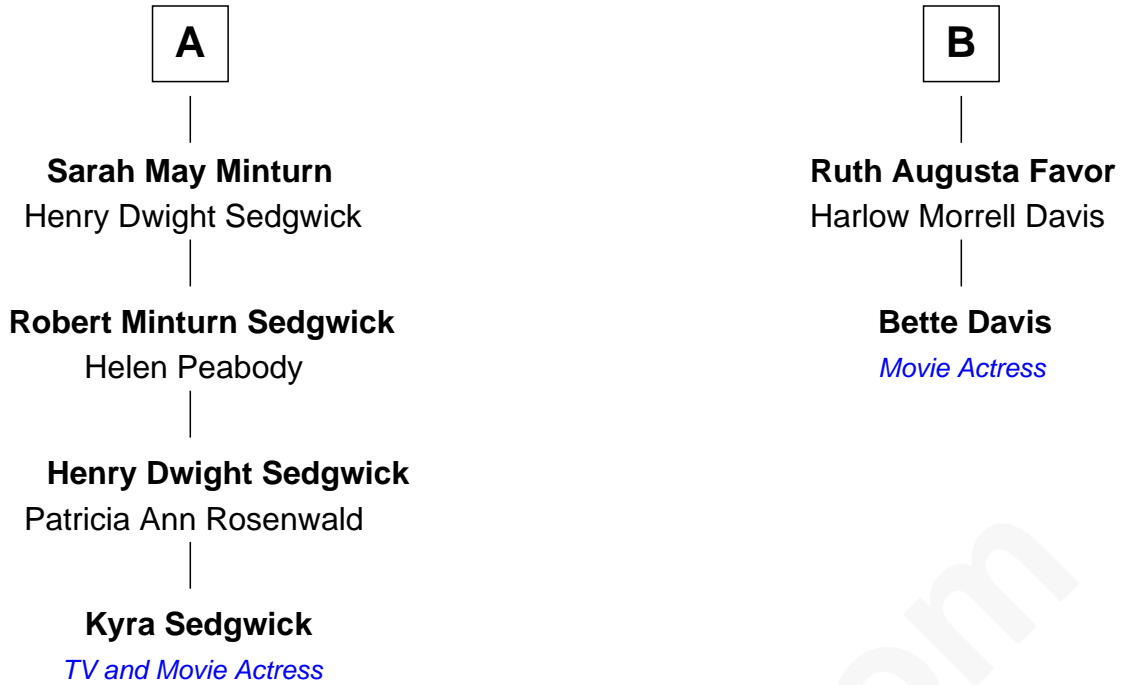 A
Sarah May Minturn
Henry Dwight Sedgwick
Robert Minturn Sedgwick
Helen Peabody
Henry Dwight Sedgwick
Patricia Ann Rosenwald
Kyra Sedgwick
TV and Movie Actress
B
Ruth Augusta Favor
Harlow Morrell Davis
Bette Davis
Movie Actress
om